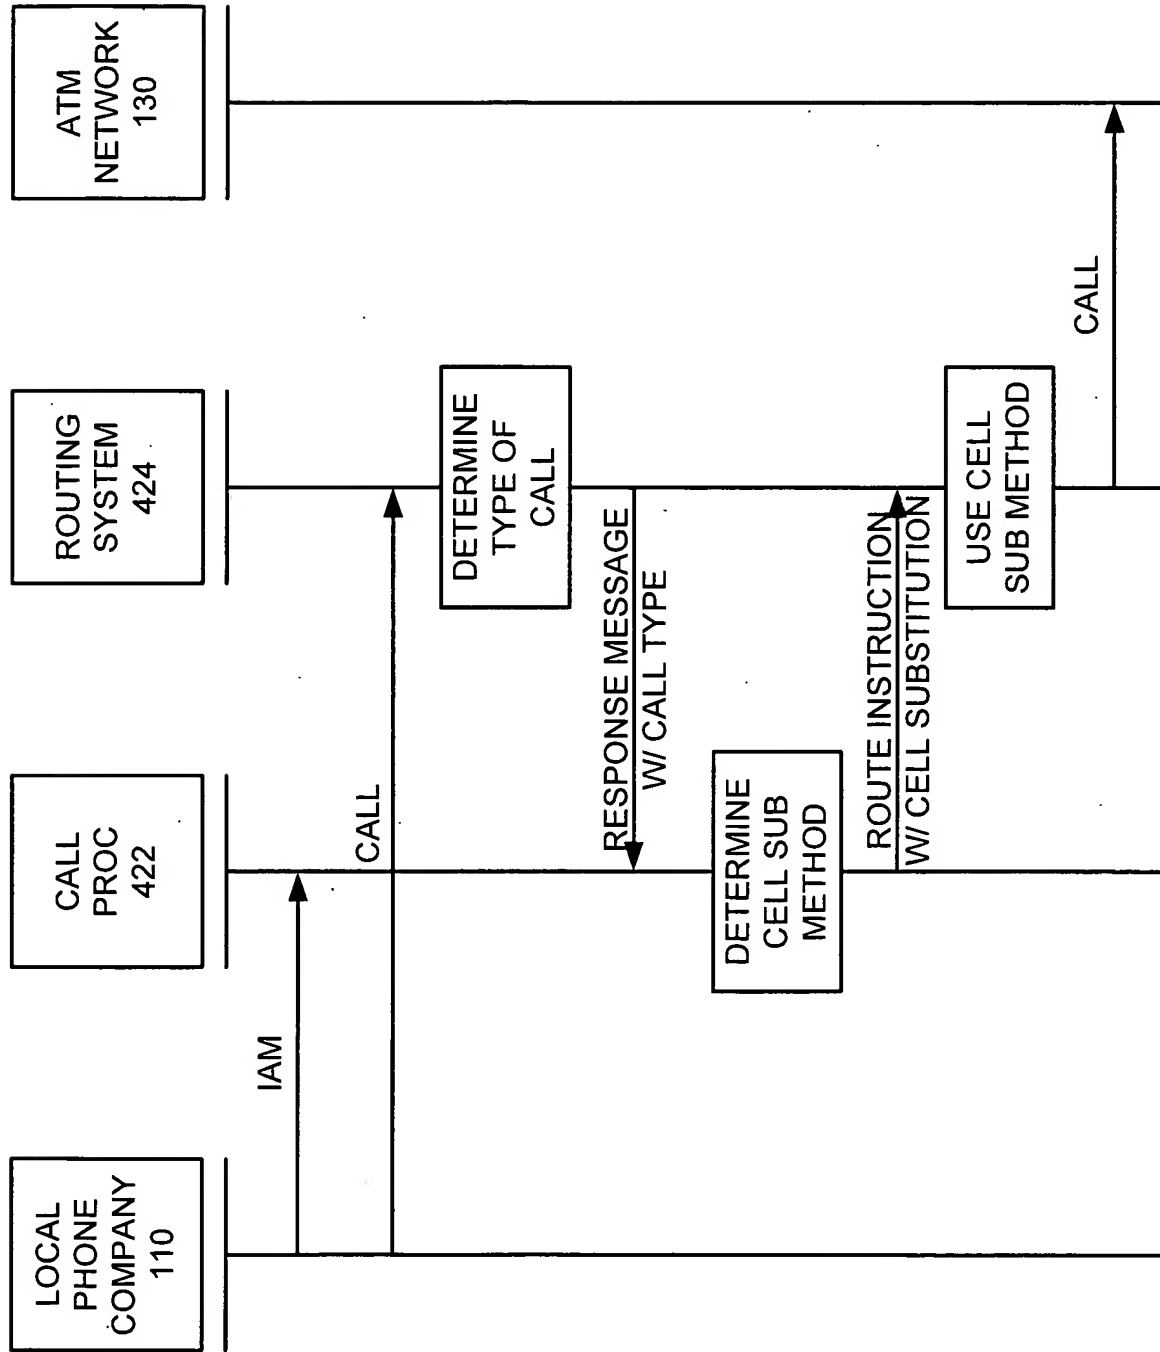 LOCAL
PHONE
COMPANY
110
CALL
PROC
422
ROUTING
SYSTEM
424
ATM
NETWORK
130
IAM
CALL
DETERMINE
TYPE OF
CALL
RESPONSE MESSAGE
W/ CALL TYPE
DETERMINE
CELL SUB
METHOD
ROUTE INSTRUCTION
W/ CELL SUBSTITUTION
USE CELL
SUB METHOD
CALL